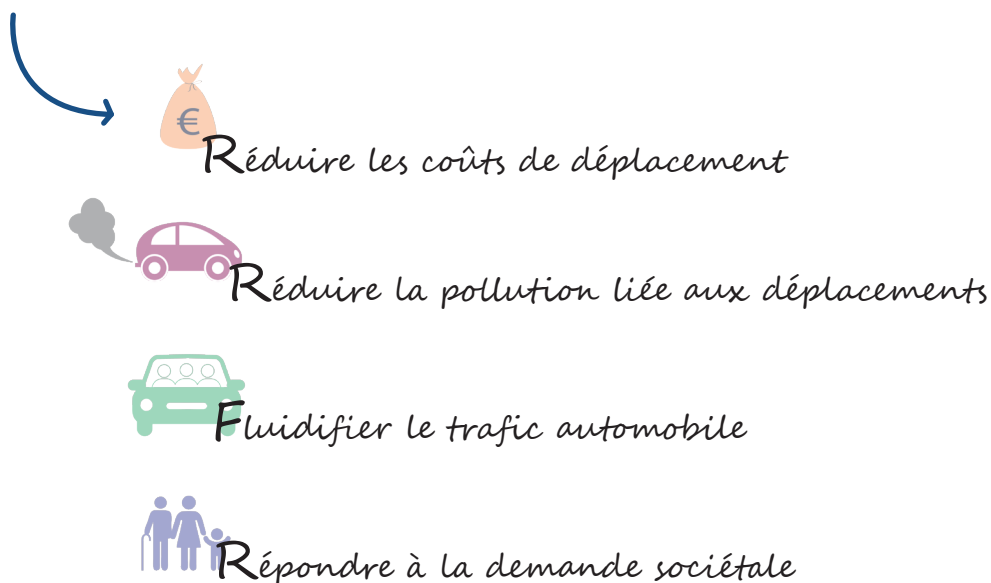 €
Réduire les coûts de déplacement
Réduire la pollution liée aux déplacements
Fluidifier le trafic automobile
Répondre à la demande sociétale